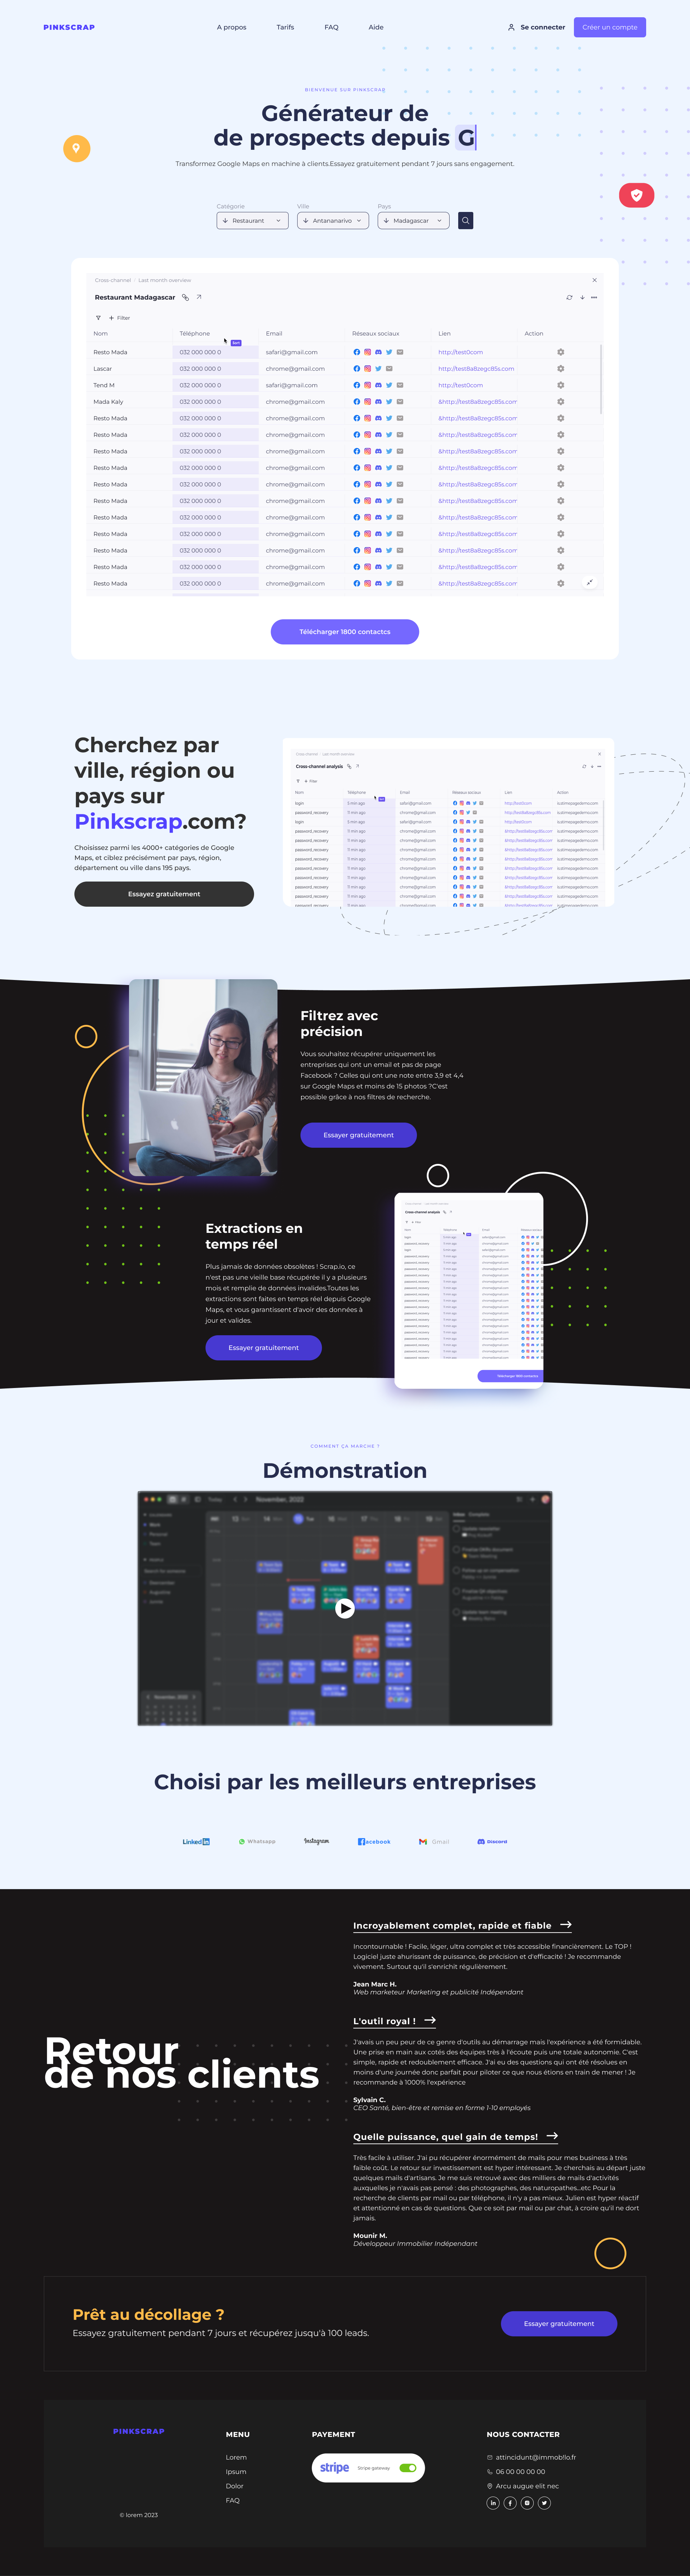 PINKSCRAP
A propos
Tarifs
FAQ
Aide
Se connecter
Créer un compte
BIENVENUE SUR PINKSCRAP
Générateur de
de prospects depuis G
Transformez Google Maps en machine à clients.Essayez gratuitement pendant 7 jours sans engagement.
Catégorie
Ville
Pays
Restaurant
Antananarivo
Madagascar
Cross-channel
Last month overview
Restaurant Madagascar
Filter
Nom Téléphone Email Réseaux sociaux Lien Action
Resto Mada 032 000 000 0 safari@gmail.com http://test0com
Lascar 032 000 000 0 chrome@gmail.com http://test8a8zegc85s.com
Tend M 032 000 000 0 safari@gmail.com http://test0com
Mada Kaly 032 000 000 0 chrome@gmail.com &http://test8a8zegc85s.com
Resto Mada 032 000 000 0 chrome@gmail.com &http://test8a8zegc85s.com
Resto Mada 032 000 000 0 chrome@gmail.com &http://test8a8zegc85s.com
Resto Mada 032 000 000 0 chrome@gmail.com &http://test8a8zegc85s.com
Resto Mada 032 000 000 0 chrome@gmail.com &http://test8a8zegc85s.com
Resto Mada 032 000 000 0 chrome@gmail.com &http://test8a8zegc85s.com
Resto Mada 032 000 000 0 chrome@gmail.com &http://test8a8zegc85s.com
Resto Mada 032 000 000 0 chrome@gmail.com &http://test8a8zegc85s.com
Resto Mada 032 000 000 0 chrome@gmail.com &http://test8a8zegc85s.com
Resto Mada 032 000 000 0 chrome@gmail.com &http://test8a8zegc85s.com
Resto Mada 032 000 000 0 chrome@gmail.com &http://test8a8zegc85s.com
Resto Mada 032 000 000 0 chrome@gmail.com &http://test8a8zegc85s.com
Télécharger 1800 contactcs
Cherchez par
ville, région ou
pays sur
Pinkscrap.com?
Choisissez parmi les 4000+ catégories de Google
Maps, et ciblez précisément par pays, région,
département ou ville dans 195 pays.
Essayez gratuitement
Cross-channel
Last month overview
Cross-channel analysis
Filter
Nom Téléphone Email Réseaux sociaux Lien Action
Filtrez avec
précision
Vous souhaitez récupérer uniquement les
entreprises qui ont un email et pas de page
Facebook ? Celles qui ont une note entre 3,9 et 4,4
sur Google Maps et moins de 15 photos ?C'est
possible grâce à nos filtres de recherche.
Essayer gratuitement
Extractions en
temps réel
Plus jamais de données obsolètes ! Scrap.io, ce
n'est pas une vieille base récupérée il y a plusieurs
mois et remplie de données invalides.Toutes les
extractions sont faites en temps réel depuis Google
Maps, et vous garantissent d'avoir des données à
jour et valides.
Essayer gratuitement
Cross-channel analysis
COMMENT ÇA MARCHE ?
Démonstration
November, 2022
Choisi par les meilleurs entreprises
LinkedIn
Whatsapp
Instagram
facebook
Gmail
Discord
Retour
de nos clients
Incroyablement complet, rapide et fiable
Incontournable ! Facile, léger, ultra complet et très accessible financièrement. Le TOP !
Logiciel juste ahurissant de puissance, de précision et d'efficacité ! Je recommande
vivement. Surtout qu'il s'enrichit régulièrement.
Jean Marc H.
Web marketeur Marketing et publicité Indépendant
L'outil royal !
J'avais un peu peur de ce genre d'outils au démarrage mais l'expérience a été formidable.
Une prise en main aux cotés des équipes très à l'écoute puis une totale autonomie. C'est
simple, rapide et redoublement efficace. J'ai eu des questions qui ont été résolues en
moins d'une journée donc parfait pour piloter ce que nous étions en train de mener ! Je
recommande à 1000% l'expérience
Sylvain C.
CEO Santé, bien-être et remise en forme 1-10 employés
Quelle puissance, quel gain de temps!
Très facile à utiliser. J'ai pu récupérer énormément de mails pour mes business à très
faible coût. Le retour sur investissement est hyper intéressant. Je cherchais au départ juste
quelques mails d'artisans. Je me suis retrouvé avec des milliers de mails d'activités
auxquelles je n'avais pas pensé : des photographes, des naturopathes...etc Pour la
recherche de clients par mail ou par téléphone, il n'y a pas mieux. Julien est hyper réactif
et attentionné en cas de questions. Que ce soit par mail ou par chat, à croire qu'il ne dort
jamais.
Mounir M.
Développeur Immobilier Indépendant
Prêt au décollage ?
Essayez gratuitement pendant 7 jours et récupérez jusqu'à 100 leads.
Essayer gratuitement
PINKSCRAP
© lorem 2023
MENU
Lorem
Ipsum
Dolor
FAQ
PAYEMENT
stripe
Stripe gateway
NOUS CONTACTER
attincidunt@immobfio.fr
06 00 00 00 00
Arcu augue elit nec